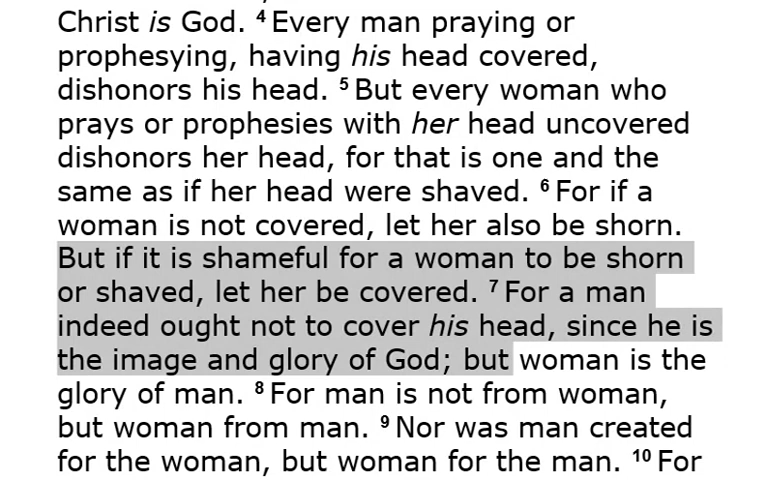 Christ is God. 4 Every man praying or
prophesying, having his head covered,
dishonors his head. 5 But every woman who
prays or prophesies with her head uncovered
dishonors her head, for that is one and the
same as if her head were shaved. 6 For if a
woman is not covered, let her also be shorn.
But if it is shameful for a woman to be shorn
or shaved, let her be covered. 7 For a man
indeed ought not to cover his head, since he is
the image and glory of God; but woman is the
glory of man. 8 For man is not from woman,
but woman from man. 9 Nor was man created
for the woman, but woman for the man. 10 For